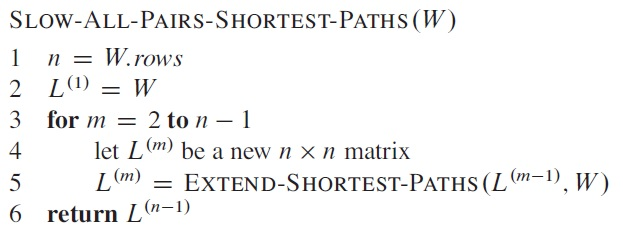 SLOW-ALL-PAIRS-SHORTEST-PATHS(W)
1 n = W.rows
2 L^(1) = W
3 for m = 2 to n − 1
4 let L^(m) be a new n × n matrix
5 L^(m) = EXTEND-SHORTEST-PATHS(L^(m−1), W)
6 return L^(n−1)